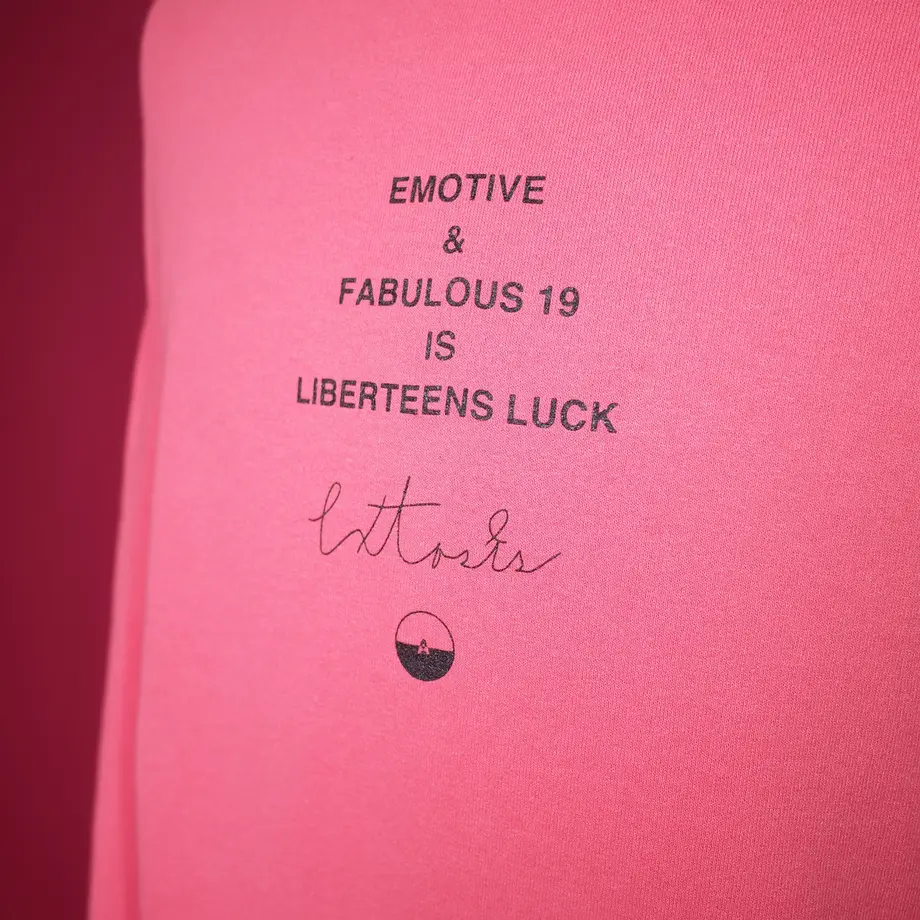 EMOTIVE
&
FABULOUS 19
IS
LIBERTEENS LUCK